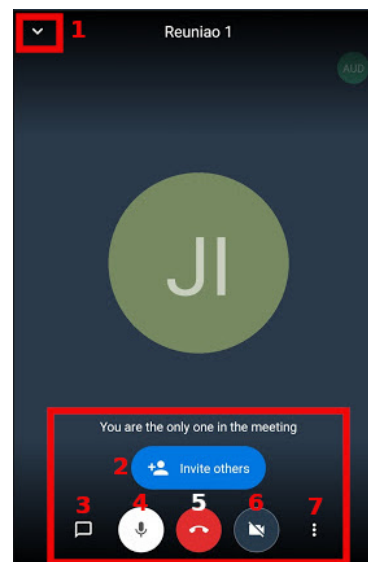 1
Reuniao 1
AUD
JI
You are the only one in the meeting
2 Invite others
3 4 5 6 7